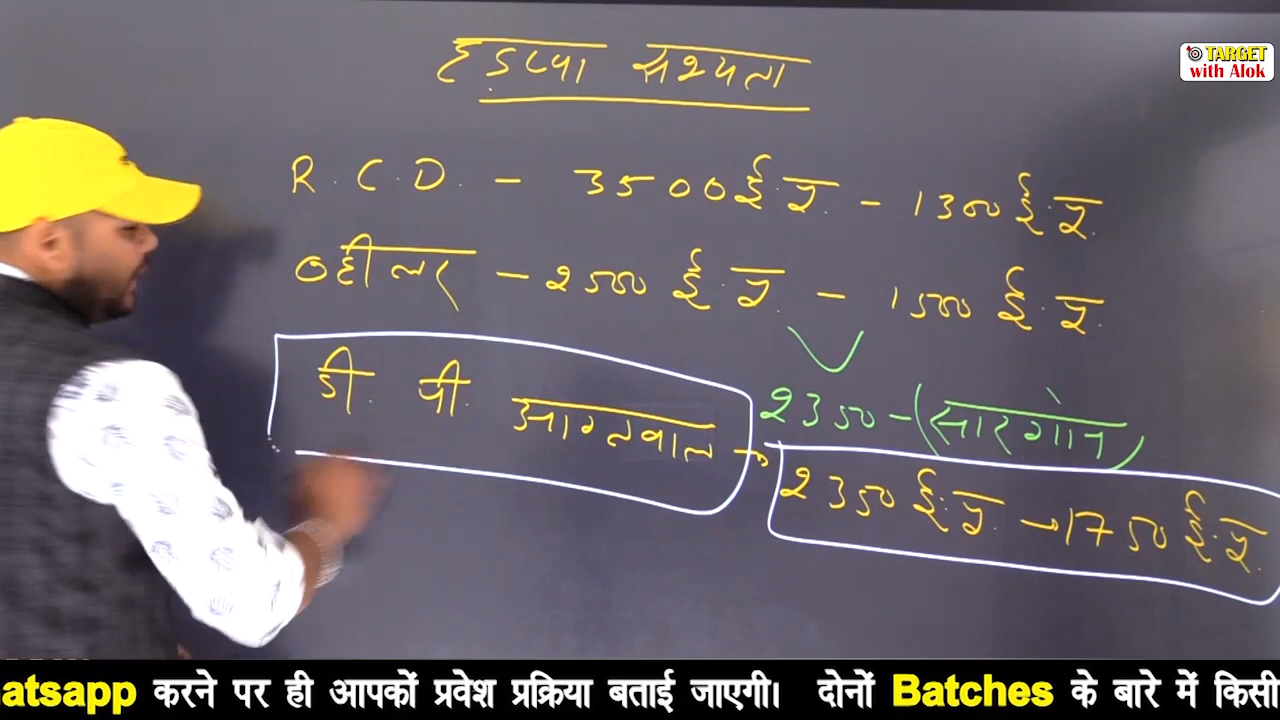 हड़प्पा सभ्यता
R.C.D. - 3500 ई.पू. - 1300 ई.पू.
व्हीलर - 2500 ई.पू. - 1500 ई.पू.
2350 - (सारगोन)
डी. पी. अग्रवाल → 2350 ई.पू. → 1750 ई.पू.
TARGET
with Alok
hatsapp करने पर ही आपकों प्रवेश प्रक्रिया बताई जाएगी। दोनों Batches के बारे में किसी